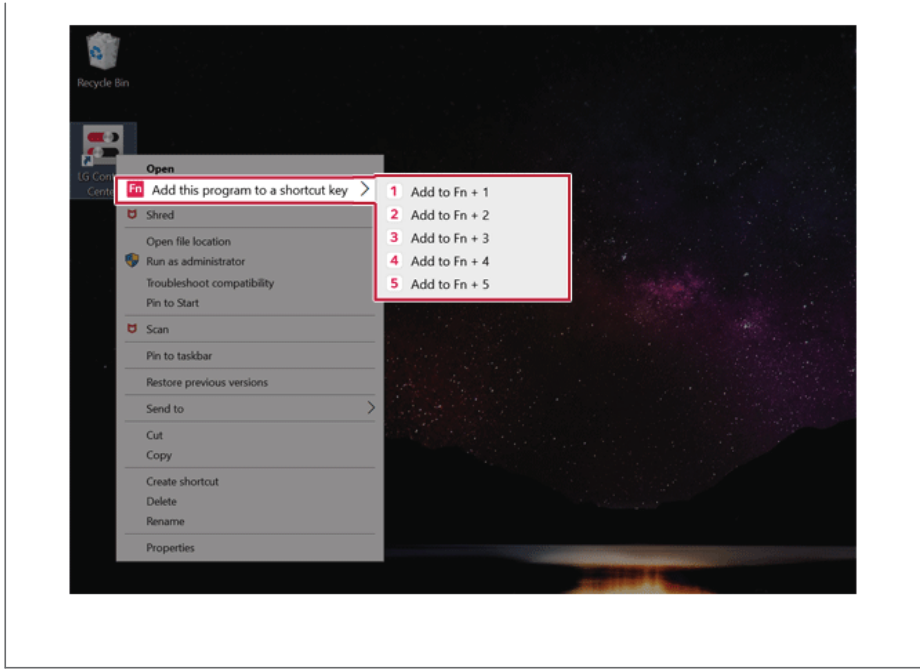 Recycle Bin
LG Con
Cente
Open
Fn Add this program to a shortcut key
Shred
Open file location
Run as administrator
Troubleshoot compatibility
Pin to Start
Scan
Pin to taskbar
Restore previous versions
Send to
Cut
Copy
Create shortcut
Delete
Rename
Properties
1 Add to Fn + 1
2 Add to Fn + 2
3 Add to Fn + 3
4 Add to Fn + 4
5 Add to Fn + 5